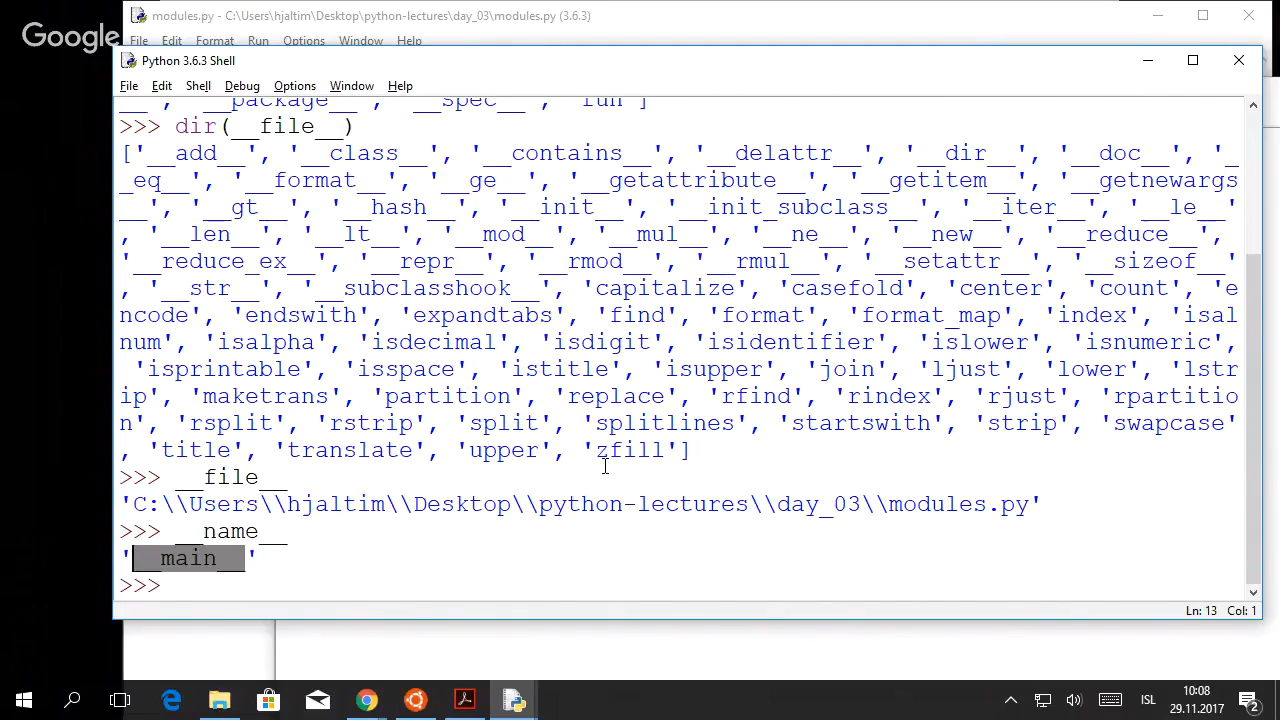 modules.py - C:\Users\hjaltim\Desktop\python-lectures\day_03\modules.py (3.6.3)
Google
File Edit Format Run Options Window Help
Python 3.6.3 Shell
File Edit Shell Debug Options Window Help
__', '__package__', '__spec__', 'fun']
>>> dir(__file__)
['__add__', '__class__', '__contains__', '__delattr__', '__dir__', '__doc__', '_
_eq__', '__format__', '__ge__', '__getattribute__', '__getitem__', '__getnewargs
__', '__gt__', '__hash__', '__init__', '__init_subclass__', '__iter__', '__le__'
, '__len__', '__lt__', '__mod__', '__mul__', '__ne__', '__new__', '__reduce__',
'__reduce_ex__', '__repr__', '__rmod__', '__rmul__', '__setattr__', '__sizeof__'
, '__str__', '__subclasshook__', 'capitalize', 'casefold', 'center', 'count', 'e
ncode', 'endswith', 'expandtabs', 'find', 'format', 'format_map', 'index', 'isal
num', 'isalpha', 'isdecimal', 'isdigit', 'isidentifier', 'islower', 'isnumeric',
'isprintable', 'isspace', 'istitle', 'isupper', 'join', 'ljust', 'lower', 'lstr
ip', 'maketrans', 'partition', 'replace', 'rfind', 'rindex', 'rjust', 'rpartitio
n', 'rsplit', 'rstrip', 'split', 'splitlines', 'startswith', 'strip', 'swapcase'
, 'title', 'translate', 'upper', 'zfill']
>>> __file__
'C:\\Users\\hjaltim\\Desktop\\python-lectures\\day_03\\modules.py'
>>> __name__
'__main__'
>>>
Ln: 13 Col: 1
ISL
10:08
29.11.2017
2